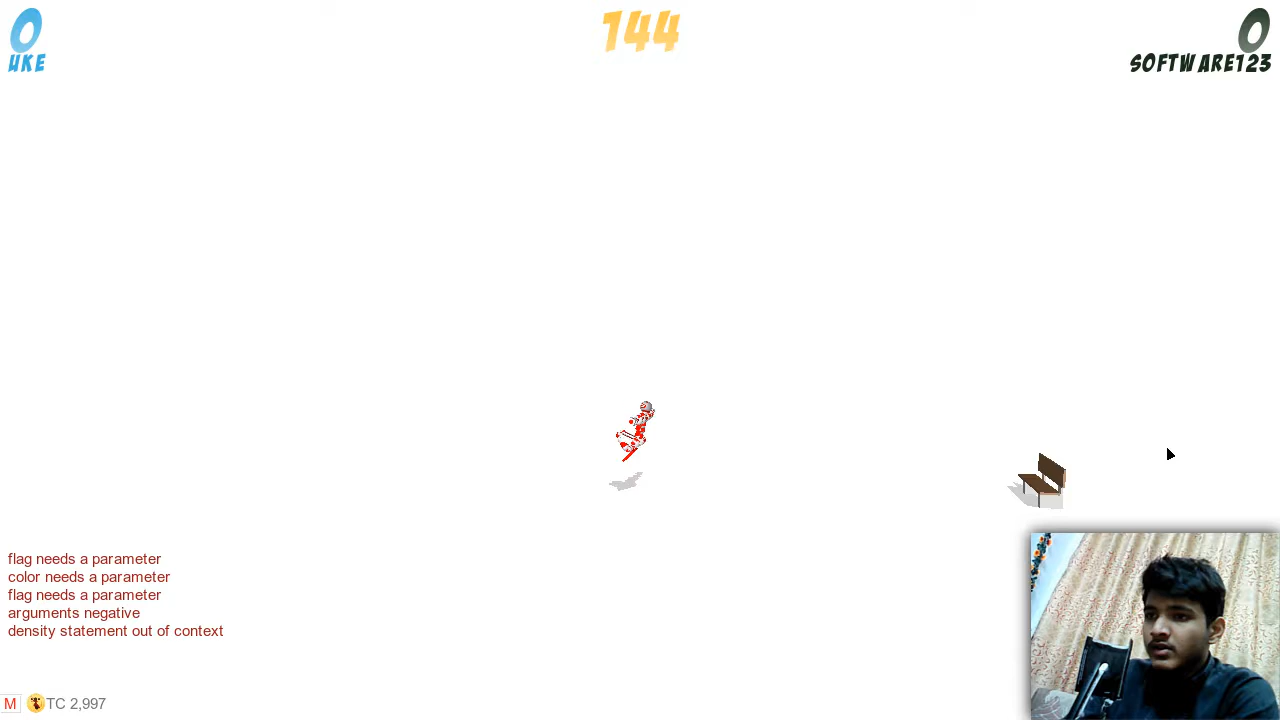 0
UKE
144
0
SOFTWARE123
flag needs a parameter
color needs a parameter
flag needs a parameter
arguments negative
density statement out of context
M TC 2,997